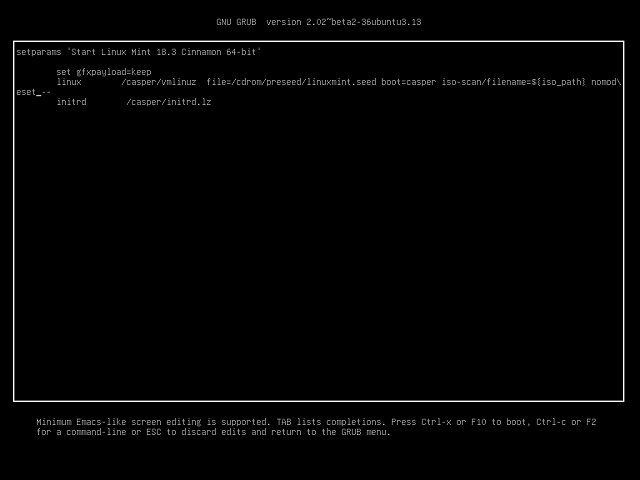 GNU GRUB  version 2.02~beta2-36ubuntu3.13
setparams 'Start Linux Mint 18.3 Cinnamon 64-bit'
set gfxpayload=keep
linux        /casper/vmlinuz  file=/cdrom/preseed/linuxmint.seed boot=casper iso-scan/filename=${iso_path} nomod\
eset_--
initrd        /casper/initrd.lz
Minimum Emacs-like screen editing is supported. TAB lists completions. Press Ctrl-x or F10 to boot, Ctrl-c or F2
for a command-line or ESC to discard edits and return to the GRUB menu.